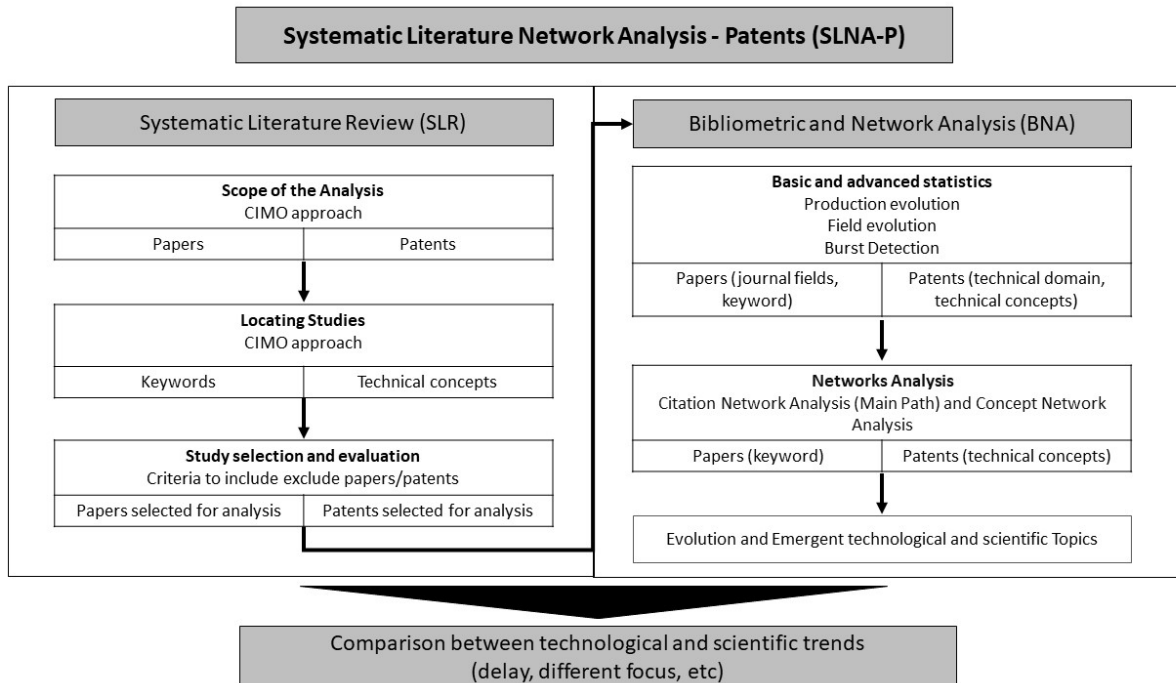 Systematic Literature Network Analysis - Patents (SLNA-P)
Systematic Literature Review (SLR)
Scope of the Analysis
CIMO approach
Papers
Patents
Locating Studies
CIMO approach
Keywords
Technical concepts
Study selection and evaluation
Criteria to include exclude papers/patents
Papers selected for analysis
Patents selected for analysis
Bibliometric and Network Analysis (BNA)
Basic and advanced statistics
Production evolution
Field evolution
Burst Detection
Papers (journal fields,
keyword)
Patents (technical domain,
technical concepts)
Networks Analysis
Citation Network Analysis (Main Path) and Concept Network
Analysis
Papers (keyword)
Patents (technical concepts)
Evolution and Emergent technological and scientific Topics
Comparison between technological and scientific trends
(delay, different focus, etc)